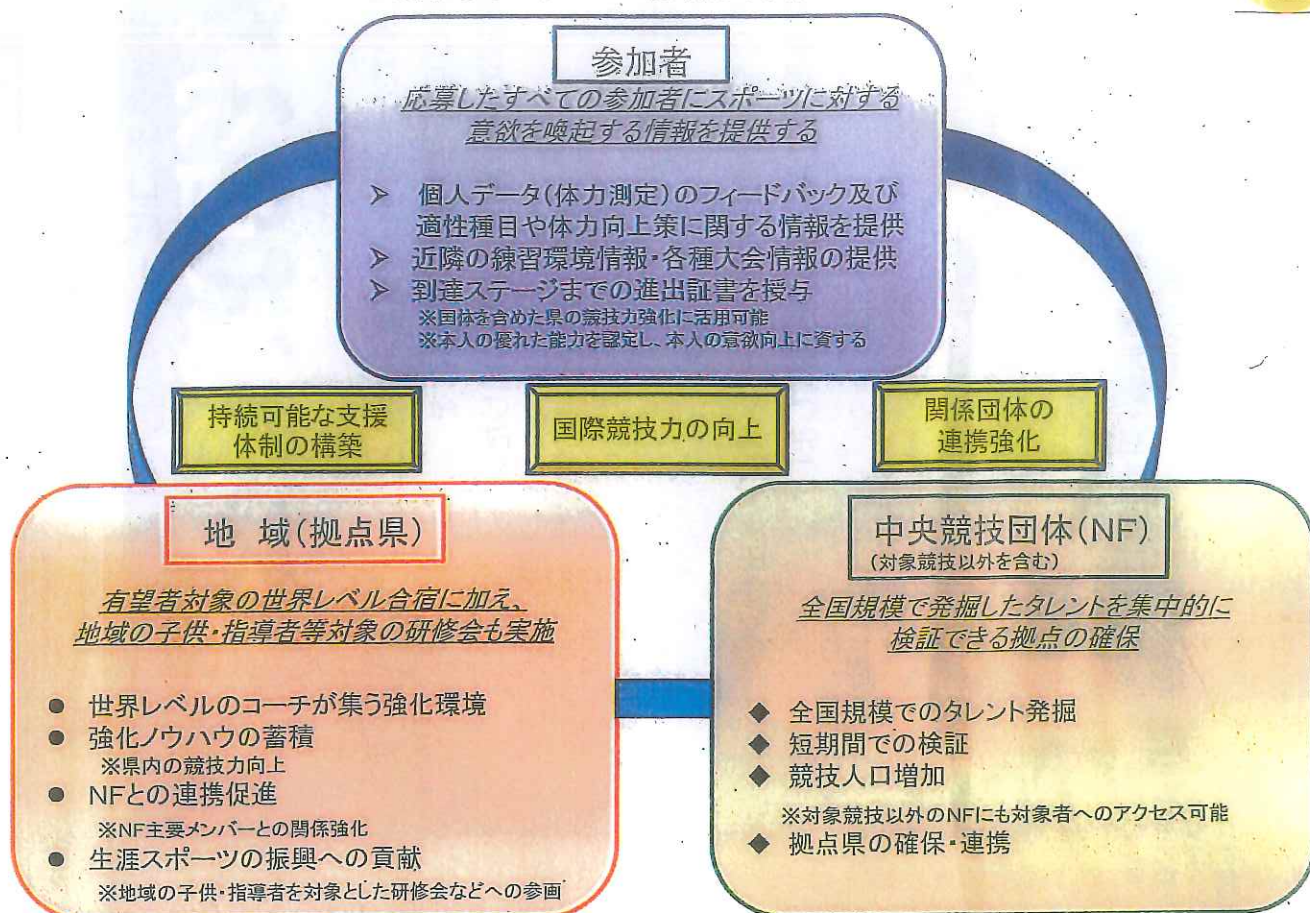 参加者
応募したすべての参加者にスポーツに対する
意欲を喚起する情報を提供する
➢ 個人データ(体力測定)のフィードバック及び
適性種目や体力向上策に関する情報を提供
➢ 近隣の練習環境情報・各種大会情報の提供
➢ 到達ステージまでの進出証書を授与
※国体を含めた県の競技力強化に活用可能
※本人の優れた能力を認定し、本人の意欲向上に資する
持続可能な支援
体制の構築
国際競技力の向上
関係団体の
連携強化
地 域(拠点県)
有望者対象の世界レベル合宿に加え、
地域の子供・指導者等対象の研修会も実施
● 世界レベルのコーチが集う強化環境
● 強化ノウハウの蓄積
※県内の競技力向上
● NFとの連携促進
※NF主要メンバーとの関係強化
● 生涯スポーツの振興への貢献
※地域の子供・指導者を対象とした研修会などへの参画
中央競技団体(NF)
(対象競技以外を含む)
全国規模で発掘したタレントを集中的に
検証できる拠点の確保
◆ 全国規模でのタレント発掘
◆ 短期間での検証
◆ 競技人口増加
※対象競技以外のNFにも対象者へのアクセス可能
◆ 拠点県の確保・連携